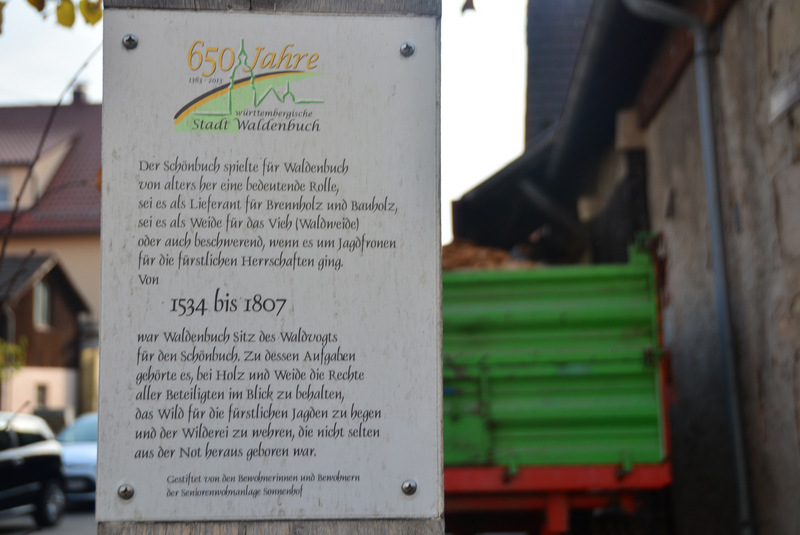 650 Jahre
1363 - 2013
württembergische
Stadt Waldenbuch
Der Schönbuch spielte für Waldenbuch
von alters her eine bedeutende Rolle,
sei es als Lieferant für Brennholz und Bauholz,
sei es als Weide für das Vieh (Waldweide)
oder auch beschwerend, wenn es um Jagdfronen
für die fürstlichen Herrschaften ging.
Von
1534 bis 1807
war Waldenbuch Sitz des Waldvogts
für den Schönbuch. Zu dessen Aufgaben
gehörte es, bei Holz und Weide die Rechte
aller Beteiligten im Blick zu behalten,
das Wild für die fürstlichen Jagden zu hegen
und der Wilderei zu wehren, die nicht selten
aus der Not heraus geboren war.
Gestiftet von den Bewohnerinnen und Bewohnern
der Seniorenwohnanlage Sonnenhof